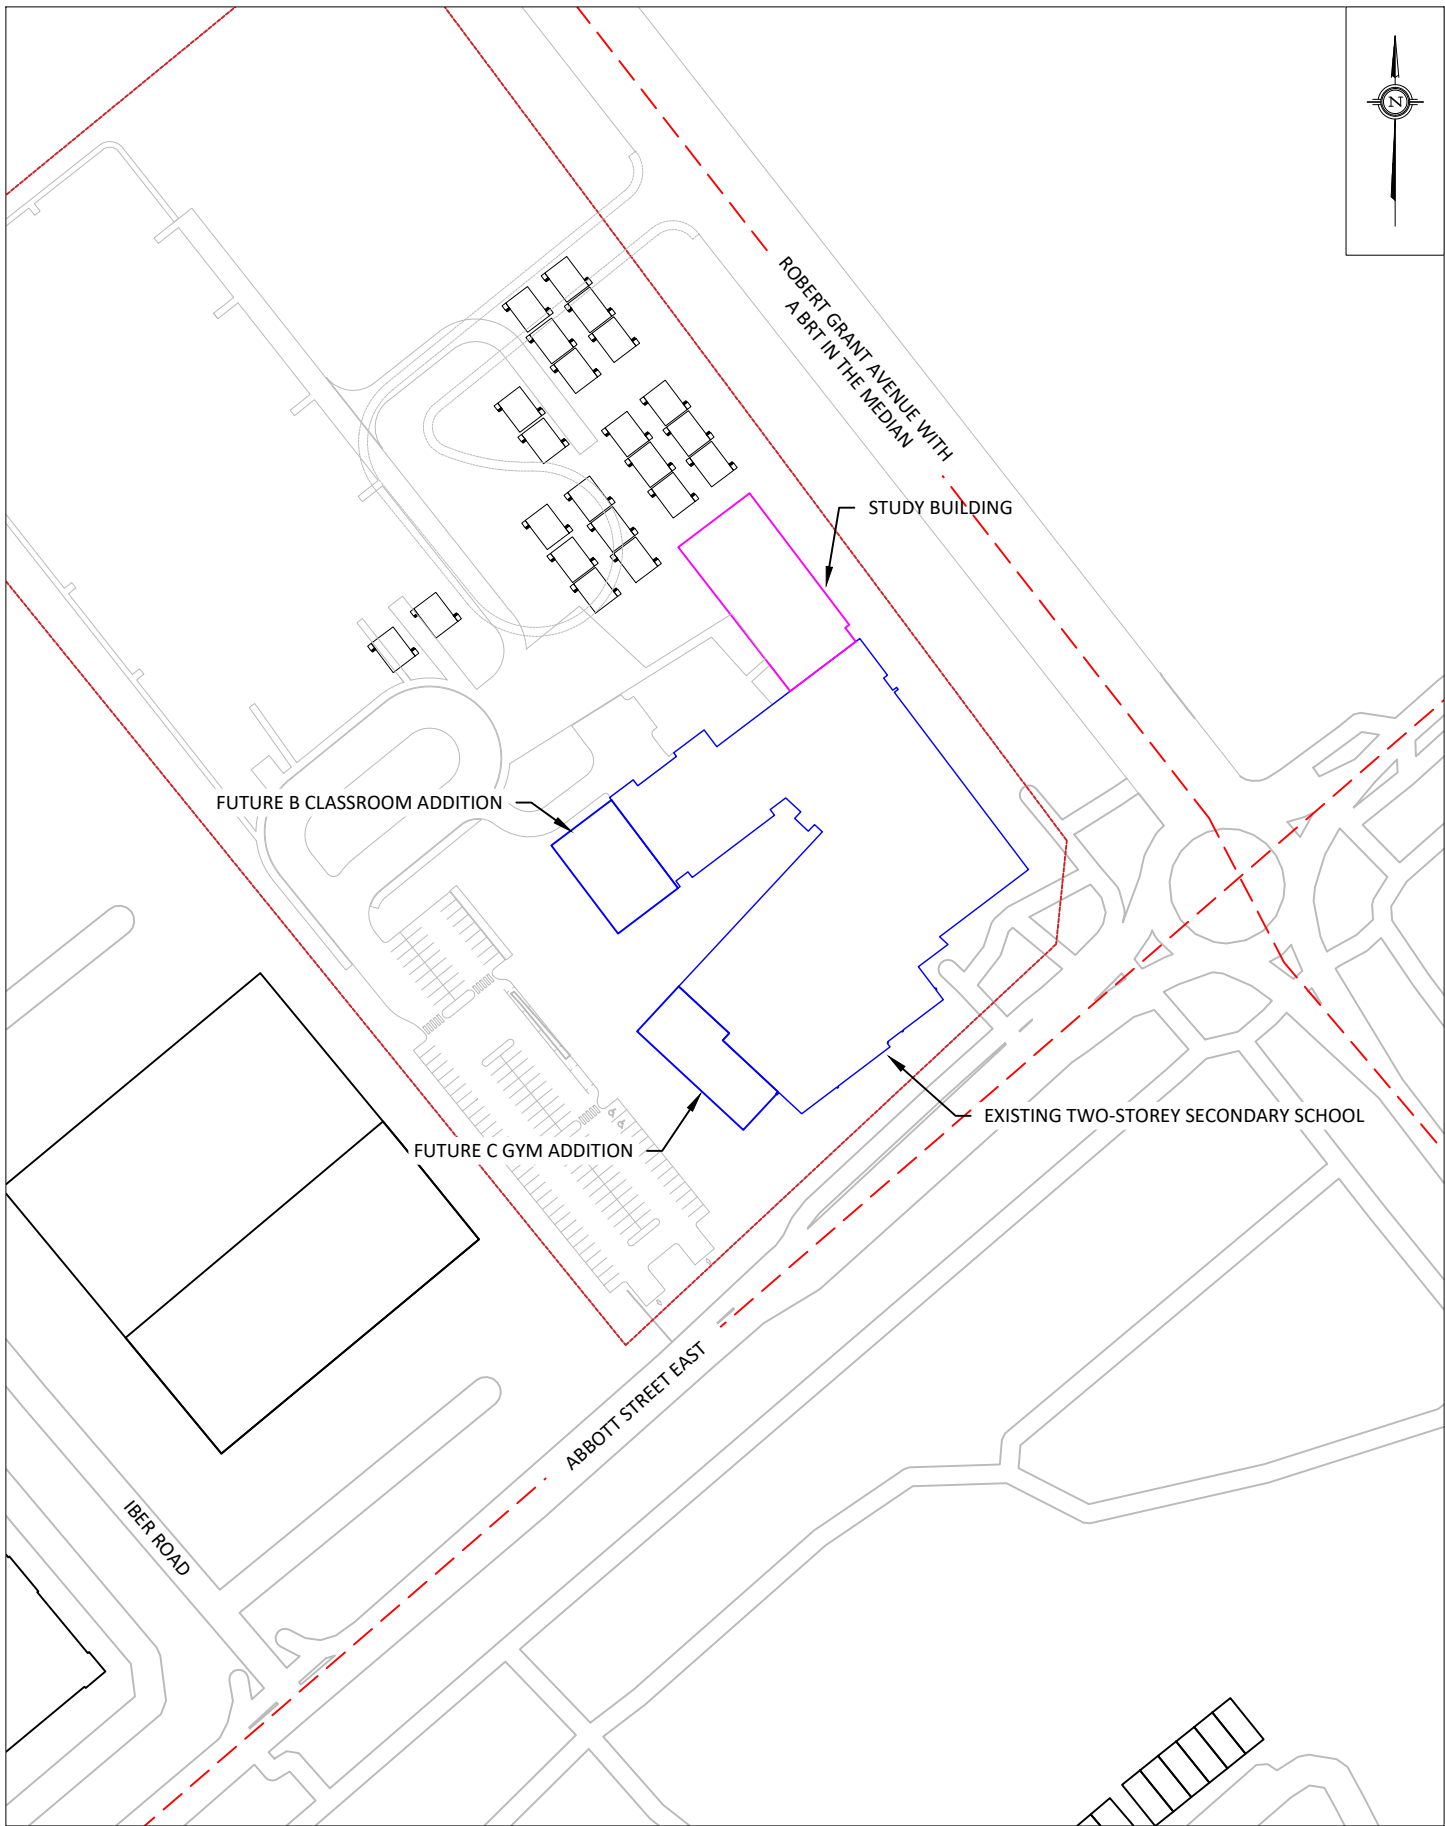 N
ROBERT GRANT AVENUE WITH
A BRT IN THE MEDIAN
STUDY BUILDING
FUTURE B CLASSROOM ADDITION
EXISTING TWO-STOREY SECONDARY SCHOOL
FUTURE C GYM ADDITION
ABBOTT STREET EAST
IBER ROAD